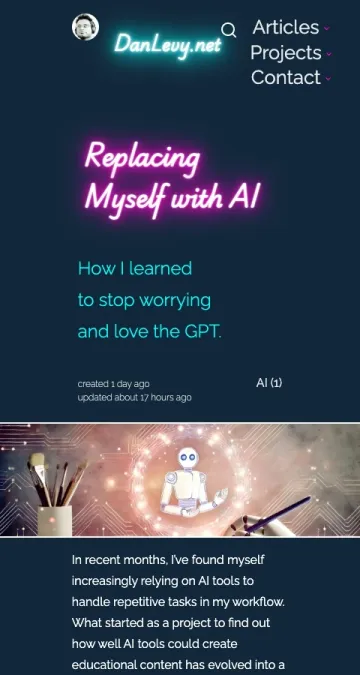 DanLevy.net
Articles
Projects
Contact
Replacing
Myself with AI
How I learned
to stop worrying
and love the GPT.
created 1 day ago
updated about 17 hours ago
AI (1)
In recent months, I've found myself
increasingly relying on AI tools to
handle repetitive tasks in my workflow.
What started as a project to find out
how well AI tools could create
educational content has evolved into a